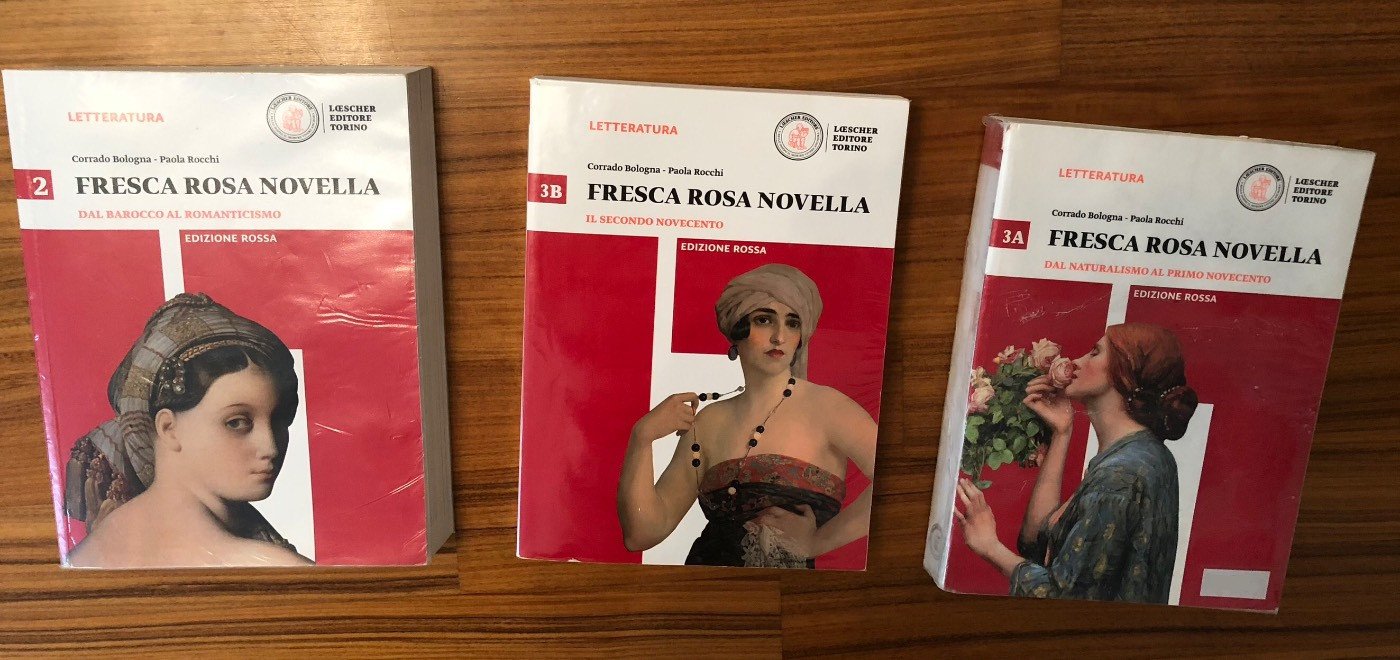 LETTERATURA
LŒSCHER
EDITORE
TORINO
Corrado Bologna - Paola Rocchi
2
FRESCA ROSA NOVELLA
DAL BAROCCO AL ROMANTICISMO
EDIZIONE ROSSA
LETTERATURA
LŒSCHER
EDITORE
TORINO
Corrado Bologna - Paola Rocchi
3B
FRESCA ROSA NOVELLA
IL SECONDO NOVECENTO
EDIZIONE ROSSA
LETTERATURA
LŒSCHER
EDITORE
TORINO
Corrado Bologna - Paola Rocchi
3A
FRESCA ROSA NOVELLA
DAL NATURALISMO AL PRIMO NOVECENTO
EDIZIONE ROSSA